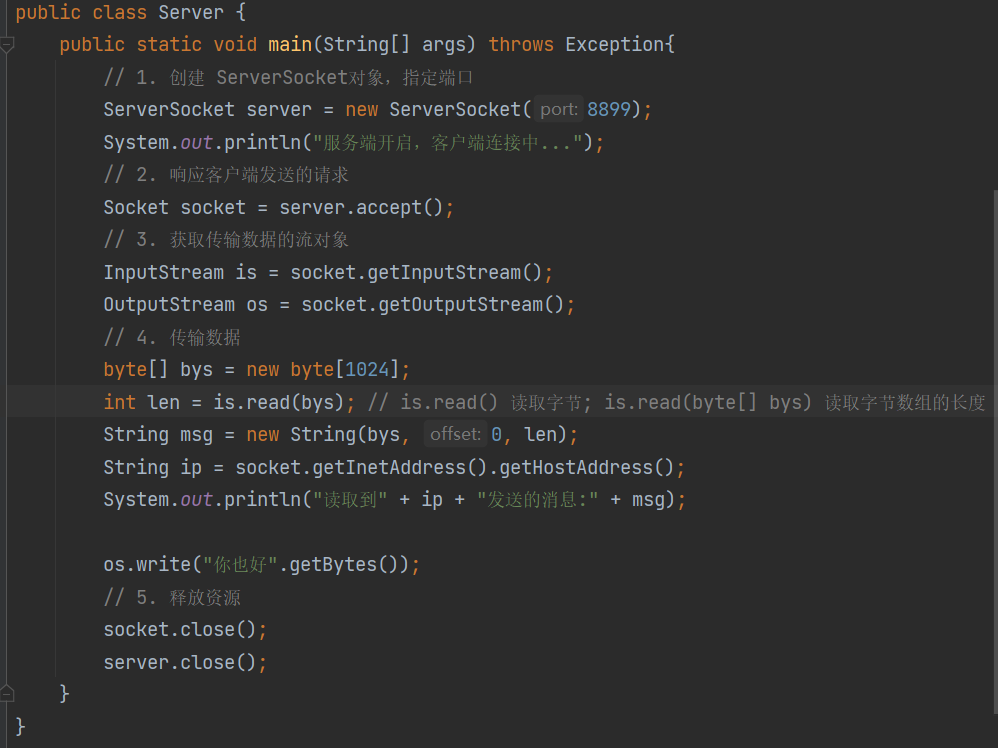 public class Server {
public static void main(String[] args) throws Exception{
// 1. 创建 ServerSocket对象，指定端口
ServerSocket server = new ServerSocket( port: 8899);
System.out.println("服务端开启，客户端连接中...");
// 2. 响应客户端发送的请求
Socket socket = server.accept();
// 3. 获取传输数据的流对象
InputStream is = socket.getInputStream();
OutputStream os = socket.getOutputStream();
// 4. 传输数据
byte[] bys = new byte[1024];
int len = is.read(bys); // is.read() 读取字节; is.read(byte[] bys) 读取字节数组的长度
String msg = new String(bys, offset: 0, len);
String ip = socket.getInetAddress().getHostAddress();
System.out.println("读取到" + ip + "发送的消息:" + msg);
os.write("你也好".getBytes());
// 5. 释放资源
socket.close();
server.close();
}
}